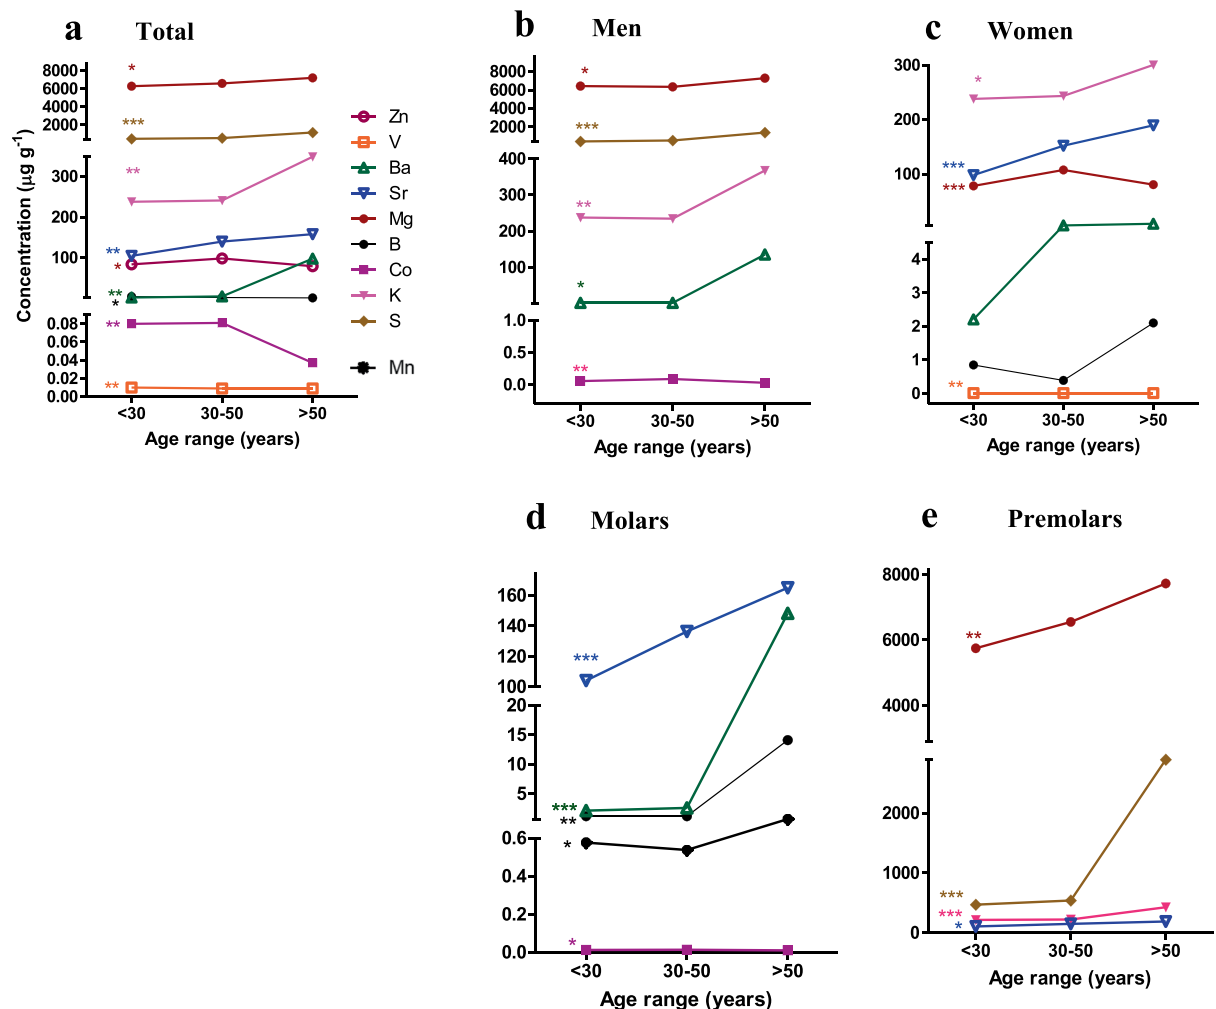 a Total
8000
6000
4000
2000
300
200
100
0.08
0.06
0.04
0.02
0.00
*
***
**
**
*
**
*
**
**
Concentration (µg g-1)
<30 30-50 >50
Age range (years)
Zn
V
Ba
Sr
Mg
B
Co
K
S
Mn
b Men
8000
6000
4000
2000
400
300
200
100
1.0
0.5
0.0
*
***
**
*
**
<30 30-50 >50
Age range (years)
c Women
300
200
100
4
3
2
1
0
*
***
***
**
<30 30-50 >50
Age range (years)
d Molars
160
140
120
100
20
15
10
5
0.6
0.4
0.2
0.0
***
***
**
*
*
<30 30-50 >50
Age range (years)
e Premolars
8000
6000
4000
2000
1000
0
**
***
***
*
<30 30-50 >50
Age range (years)